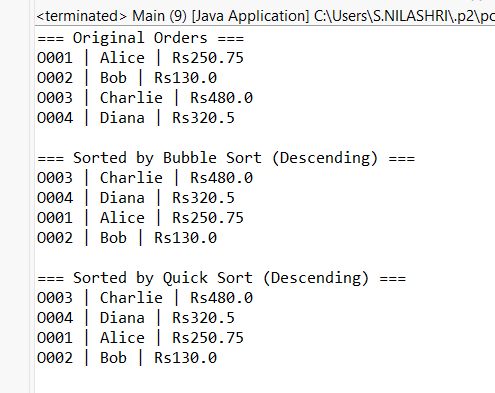 <terminated> Main (9) [Java Application] C:\Users\S.NILASHRI\.p2\po
=== Original Orders ===
O001 | Alice | Rs250.75
O002 | Bob | Rs130.0
O003 | Charlie | Rs480.0
O004 | Diana | Rs320.5
=== Sorted by Bubble Sort (Descending) ===
O003 | Charlie | Rs480.0
O004 | Diana | Rs320.5
O001 | Alice | Rs250.75
O002 | Bob | Rs130.0
=== Sorted by Quick Sort (Descending) ===
O003 | Charlie | Rs480.0
O004 | Diana | Rs320.5
O001 | Alice | Rs250.75
O002 | Bob | Rs130.0